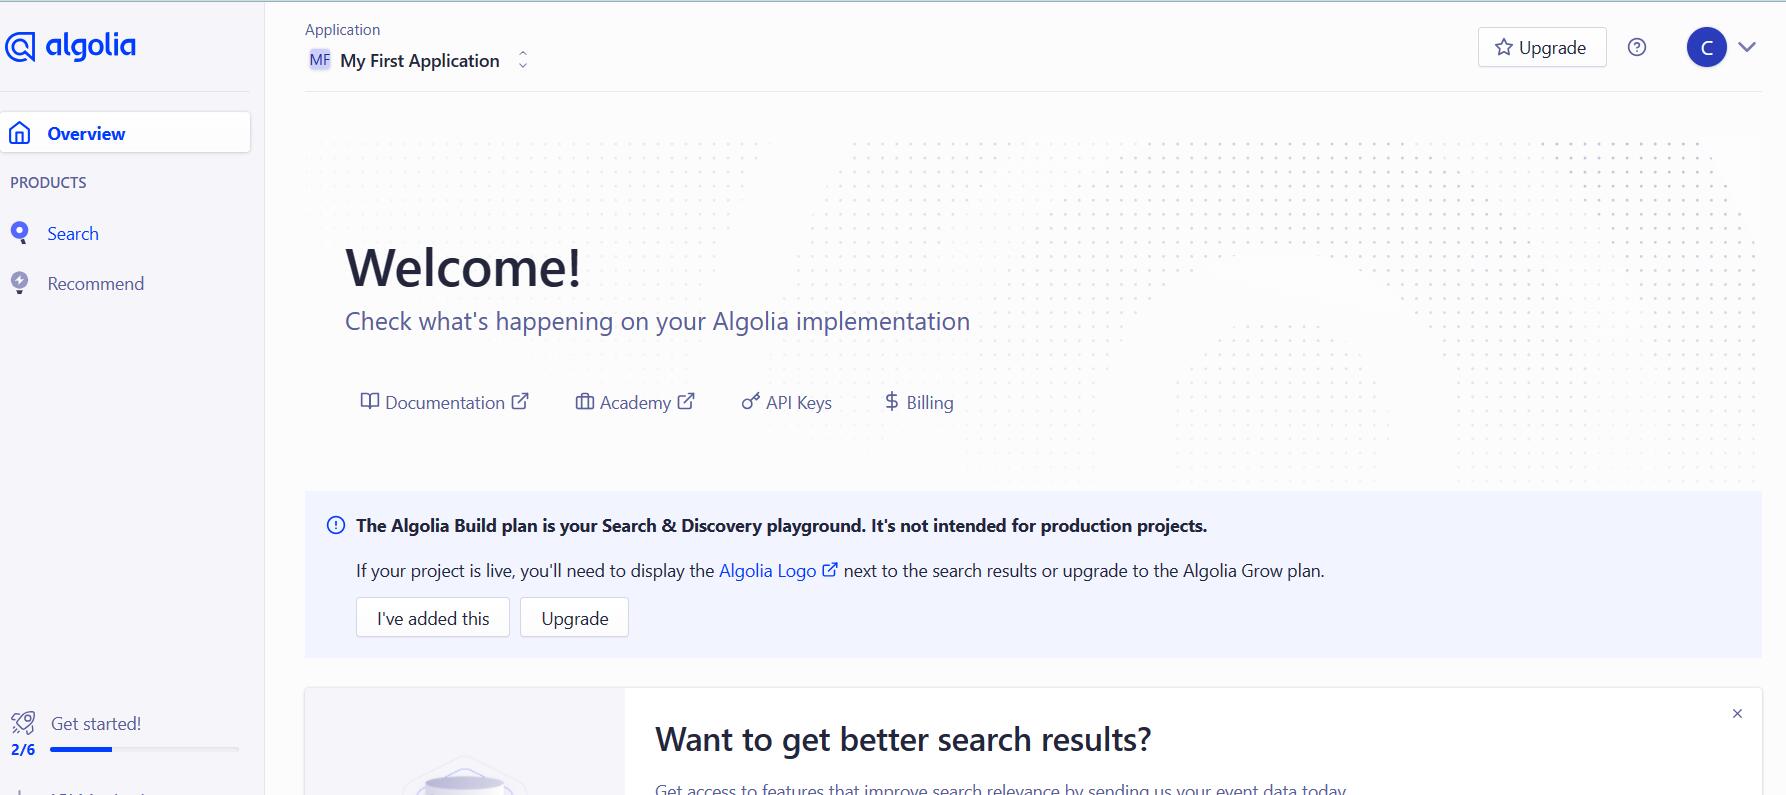 algolia
Application
MF My First Application
Upgrade
C
Overview
PRODUCTS
Search
Recommend
Welcome!
Check what's happening on your Algolia implementation
Documentation
Academy
API Keys
Billing
The Algolia Build plan is your Search & Discovery playground. It's not intended for production projects.
If your project is live, you'll need to display the Algolia Logo next to the search results or upgrade to the Algolia Grow plan.
I've added this
Upgrade
Get started!
2/6
Want to get better search results?
Get access to features that improve search relevance by sending us your event data today